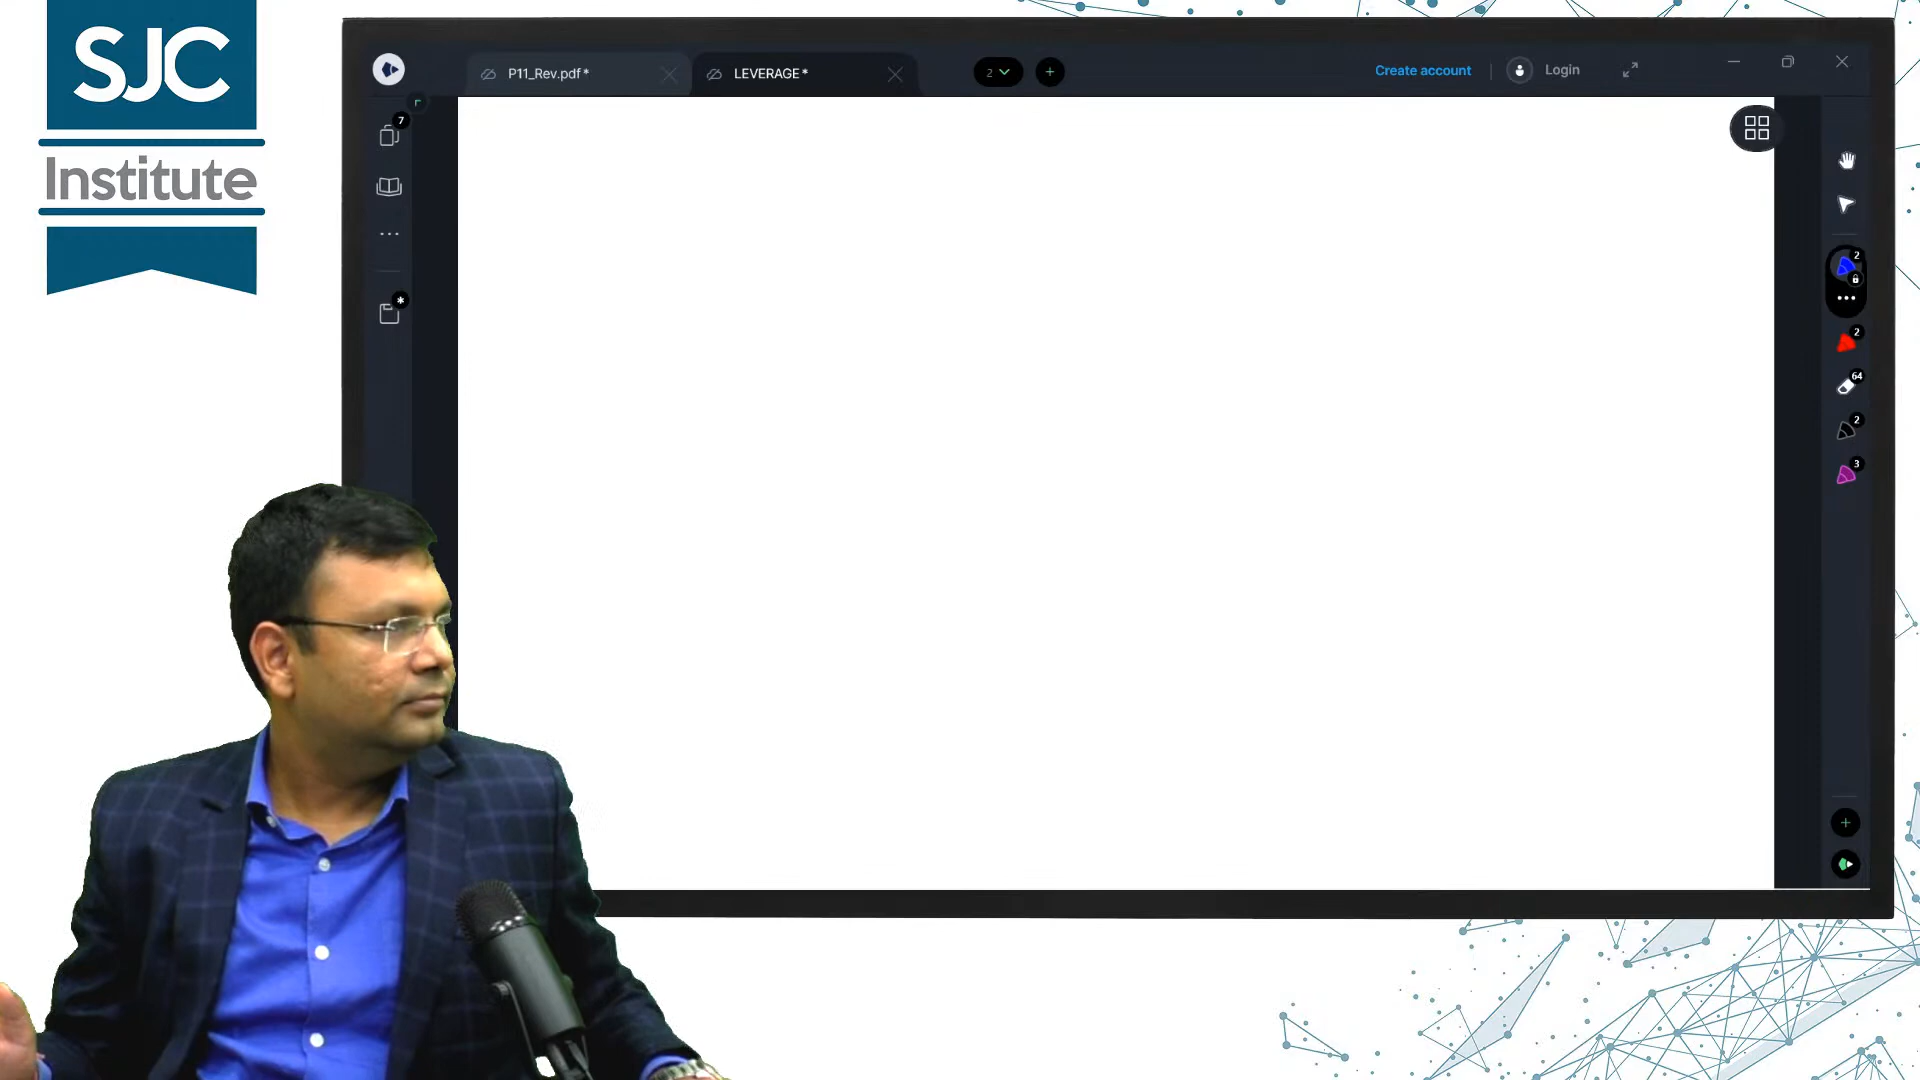 SJC
Institute
P11_Rev.pdf *
LEVERAGE *
2
Create account
Login
7
*
2
2
64
2
3